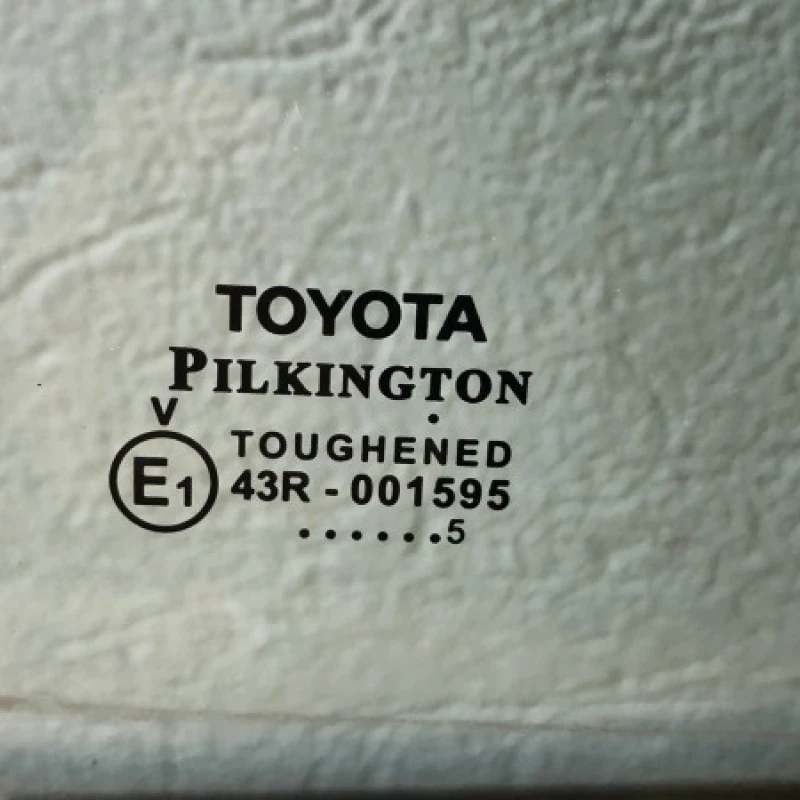 TOYOTA
PILKINGTON
V
E1
TOUGHENED
43R - 001595
......5